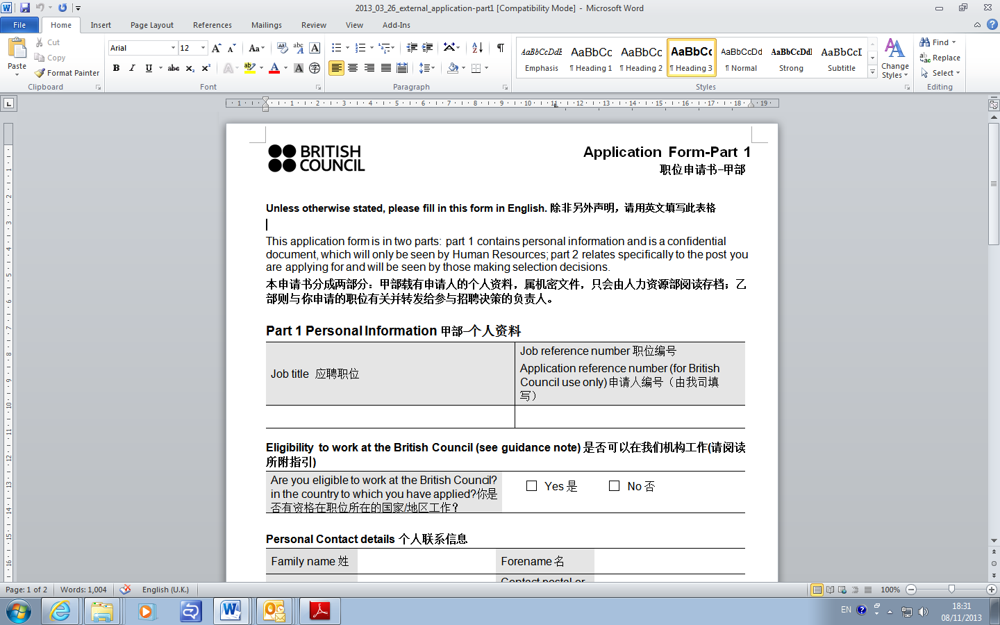 2013_03_26_external_application-part1 [Compatibility Mode] - Microsoft Word
File Home Insert Page Layout References Mailings Review View Add-Ins
Paste
Cut
Copy
Format Painter
Clipboard
Arial 12
Font
Paragraph
AaBbCcDdE AaBbCc AaBbCc AaBbCc AaBbCcDd AaBbCcDd AaBbCcD
Emphasis ¶ Heading 1 ¶ Heading 2 ¶ Heading 3 ¶ Normal Strong Subtitle
Styles
Change Styles
Find
Replace
Select
Editing
BRITISH
COUNCIL
Application Form-Part 1
职位申请书-甲部
Unless otherwise stated, please fill in this form in English. 除非另外声明，请用英文填写此表格
This application form is in two parts: part 1 contains personal information and is a confidential
document, which will only be seen by Human Resources; part 2 relates specifically to the post you
are applying for and will be seen by those making selection decisions.
本申请书分成两部分：甲部载有申请人的个人资料，属机密文件，只会由人力资源部阅读存档；乙
部则与你申请的职位有关并转发给参与招聘决策的负责人。
Part 1 Personal Information 甲部-个人资料
Job title 应聘职位
Job reference number 职位编号
Application reference number (for British
Council use only) 申请人编号（由我司填
写）
Eligibility to work at the British Council (see guidance note) 是否可以在我们机构工作(请阅读
所附指引)
Are you eligible to work at the British Council?
in the country to which you have applied?你是
否有资格在职位所在的国家/地区工作？
Yes 是 No 否
Personal Contact details 个人联系信息
Family name 姓 Forename 名
Contact postal or
Page: 1 of 2 Words: 1,004 English (U.K.) 100%
EN 18:31
08/11/2013